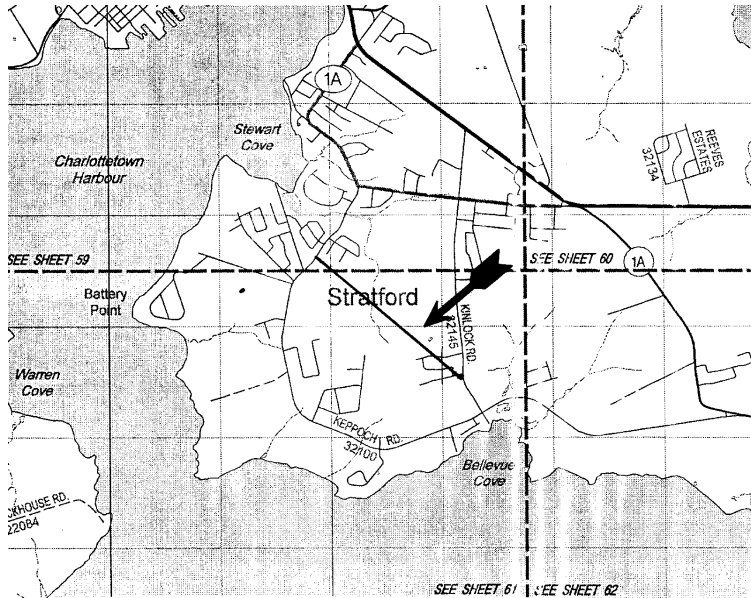 1A
Stewart
Cove
Charlottetown
Harbour
REEVES
ESTATES
32134
SEE SHEET 59
SEE SHEET 60
1A
Battery
Point
Stratford
KINLOCK RD.
32145
Warren
Cove
KEPPOCH RD.
32100
Bellevue
Cove
CKHOUSE RD.
22084
SEE SHEET 61
SEE SHEET 62